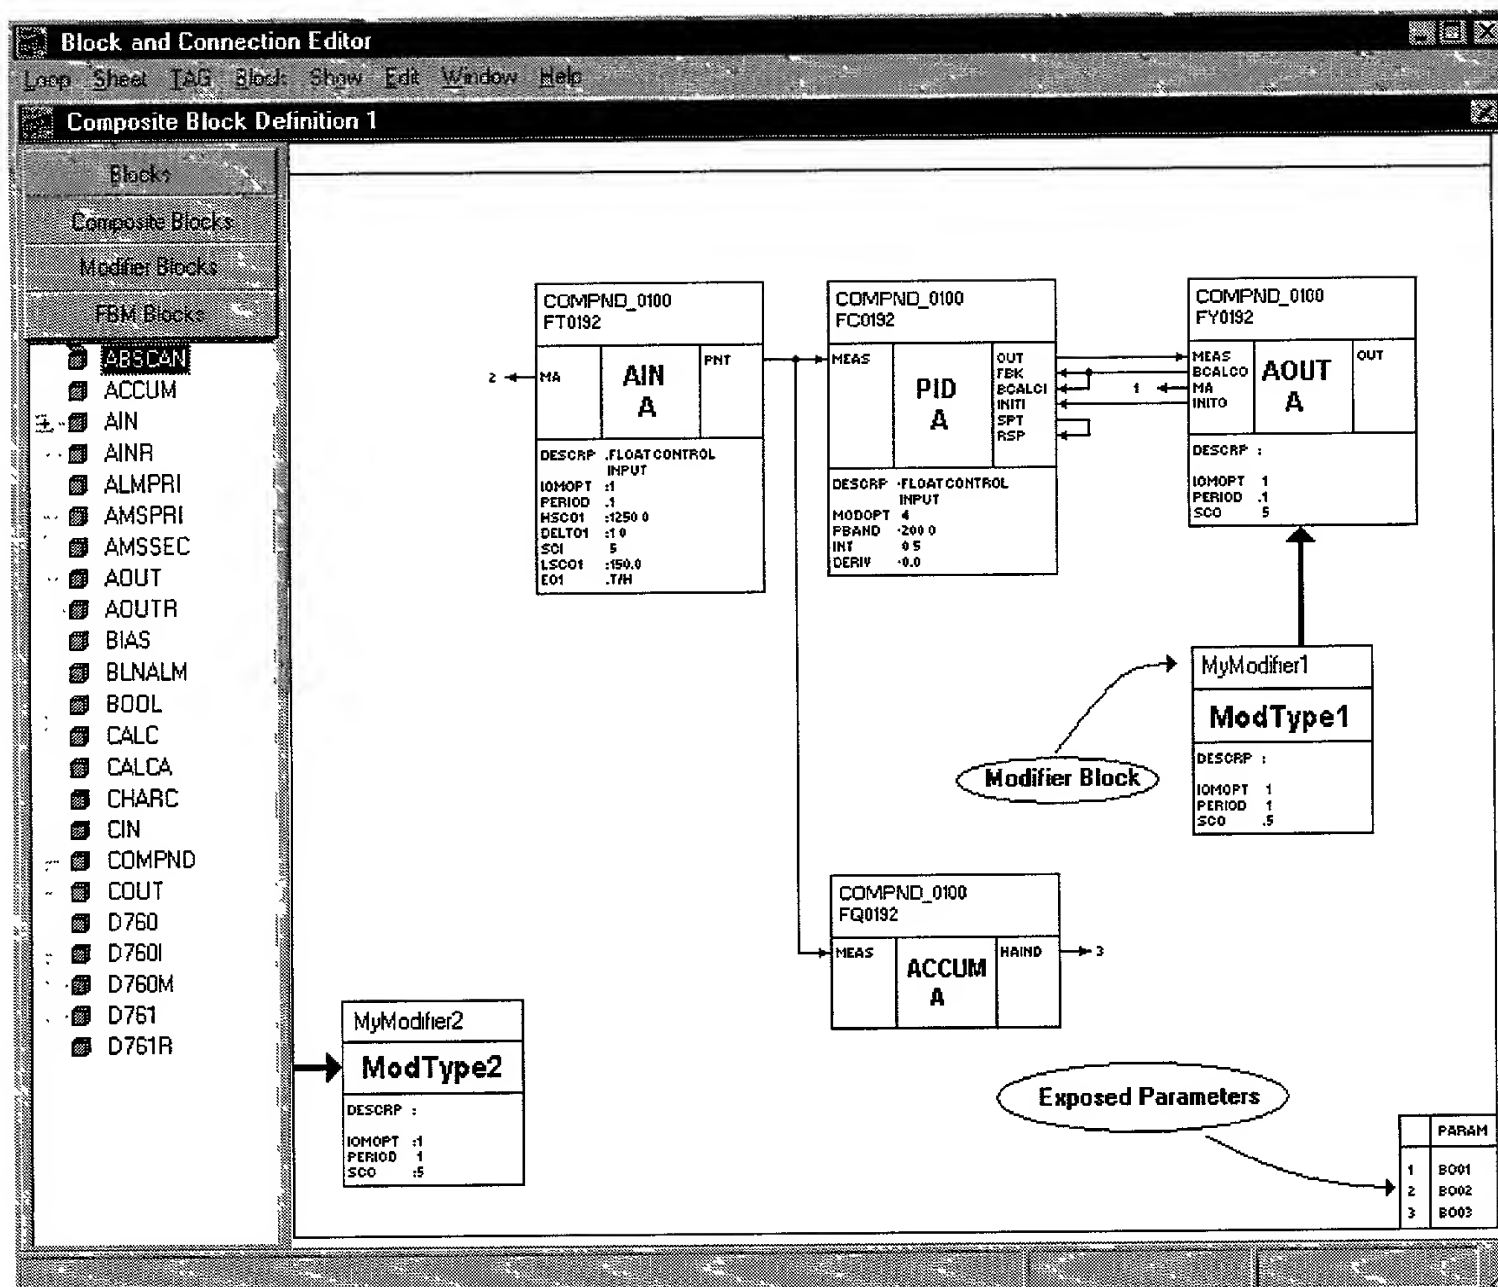 Block and Connection Editor
Loop Sheet TAG Block Show Edit Window Help
Composite Block Definition 1
Blocks
Composite Blocks
Modifier Blocks
FBM Blocks
ABSCAN
ACCUM
AIN
AINR
ALMPRI
AMSPRI
AMSSEC
AOUT
AOUTR
BIAS
BLNALM
BOOL
CALC
CALCA
CHARC
CIN
COMPND
COUT
D760
D760I
D760M
D761
D761R
COMPND_0100
FT0192
2
MA
AIN
A
PNT
DESCRP .FLOAT CONTROL
INPUT
IOMOPT :1
PERIOD .1
HSCO1 :1250 0
DELTO1 :1 0
SCI 5
LSCO1 :150.0
EO1 .T/H
COMPND_0100
FC0192
MEAS
PID
A
OUT
FBK
BCALCI
INITI
SPT
RSP
DESCRP ·FLOAT CONTROL
INPUT
MODOPT 4
PBAND ·200 0
INT 0 5
DERIV ·0.0
COMPND_0100
FY0192
1
MEAS
BCALCO
MA
INITO
AOUT
A
OUT
DESCRP :
IOMOPT 1
PERIOD .1
SCO 5
MyModifier1
ModType1
DESCRP :
IOMOPT 1
PERIOD 1
SCO .5
Modifier Block
COMPND_0100
FQ0192
MEAS
ACCUM
A
HAIND
3
MyModifier2
ModType2
DESCRP :
IOMOPT :1
PERIOD 1
SCO :5
Exposed Parameters
PARAM
1 BO01
2 BO02
3 BO03